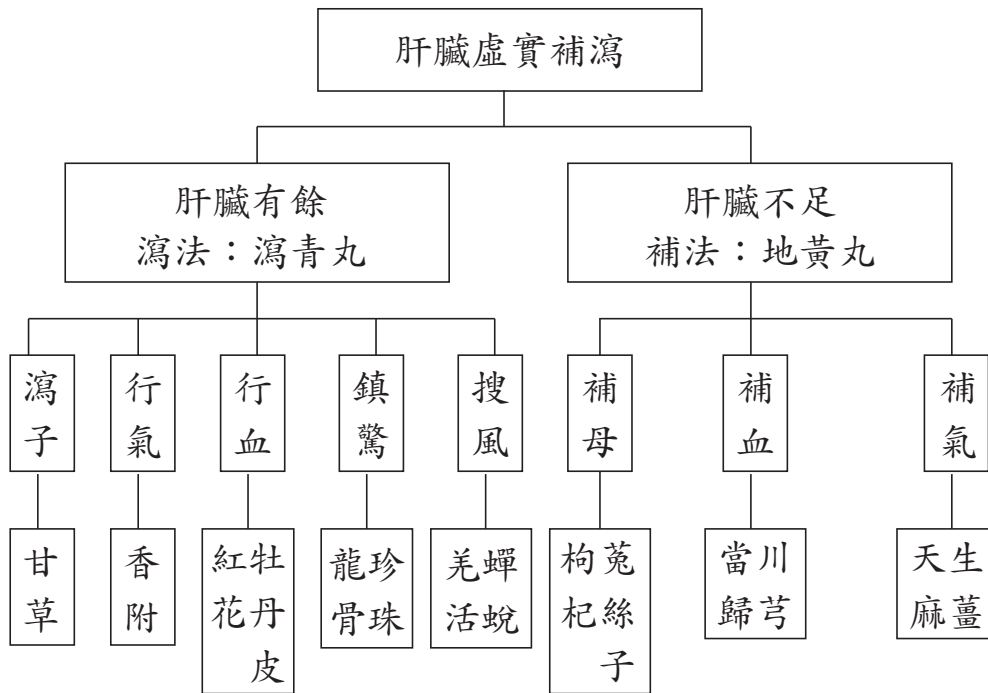 肝臟虛實補瀉
肝臟有餘
瀉法：瀉青丸
肝臟不足
補法：地黃丸
瀉子
行氣
行血
鎮驚
搜風
補母
補血
補氣
甘草
香附
牡丹皮
紅花
珍珠
龍骨
蟬蛻
羌活
菟絲子
枸杞
川芎
當歸
生薑
天麻